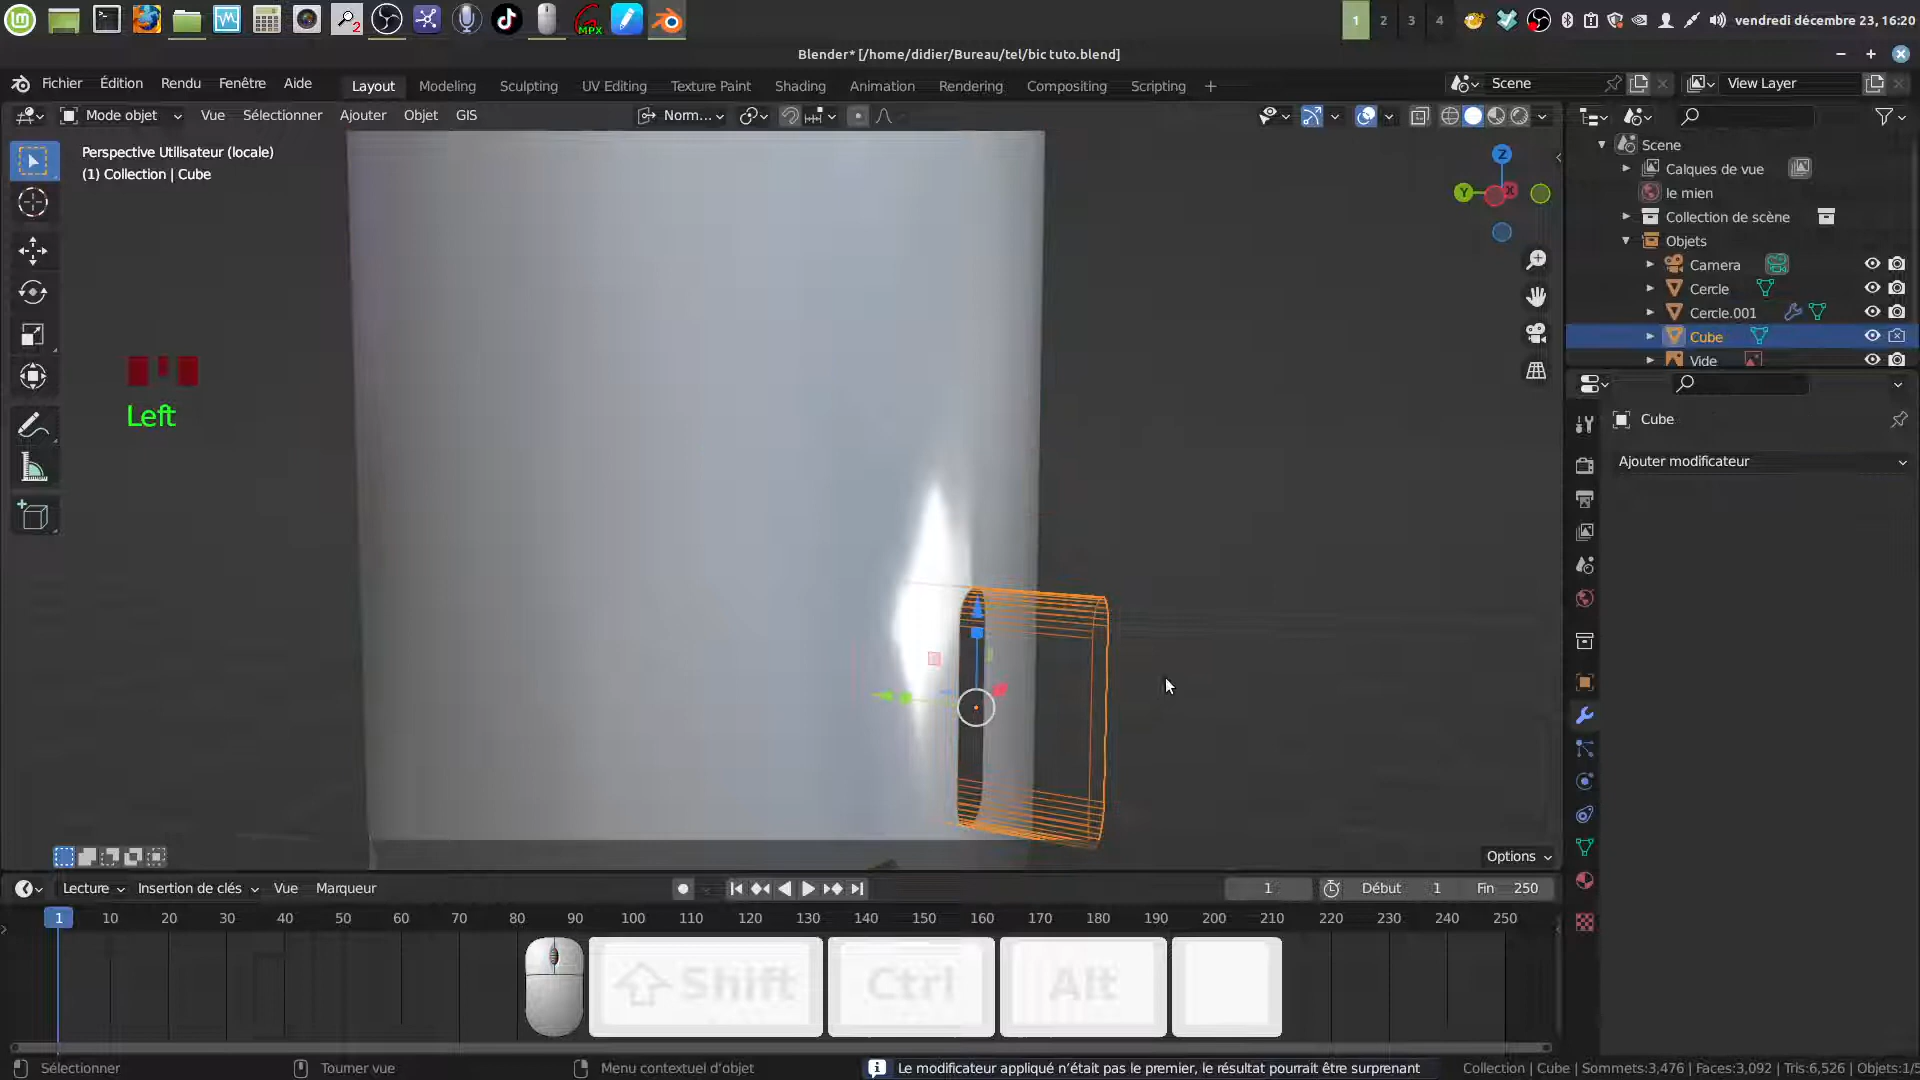 vendredi décembre 23, 16:20
1 2 3 4
MPX
2
Blender* [/home/didier/Bureau/tel/bic tuto.blend]
Fichier Édition Rendu Fenêtre Aide
Layout Modeling Sculpting UV Editing Texture Paint Shading Animation Rendering Compositing Scripting +
Scene
View Layer
Mode objet Vue Sélectionner Ajouter Objet GIS
Norm...
Perspective Utilisateur (locale)
(1) Collection | Cube
Z
Y
X
Left
Scene
Calques de vue
le mien
Collection de scène
Objets
Camera
Cercle
Cercle.001
Cube
Vide
Cube
Ajouter modificateur
Options
Lecture Insertion de clés Vue Marqueur
1 Début 1 Fin 250
1 10 20 30 40 50 60 70 80 90 100 110 120 130 140 150 160 170 180 190 200 210 220 230 240 250
Shift Ctrl Alt
Sélectionner Tourner vue Menu contextuel d'objet
Le modificateur appliqué n'était pas le premier, le résultat pourrait être surprenant
Collection | Cube | Sommets:3,476 | Faces:3,092 | Tris:6,526 | Objets:1/5